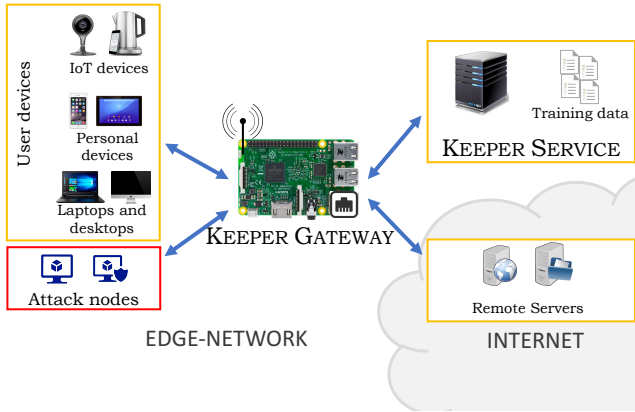 User devices
IoT devices
Personal
devices
Laptops and
desktops
Attack nodes
KEEPER GATEWAY
Training data
KEEPER SERVICE
Remote Servers
EDGE-NETWORK
INTERNET